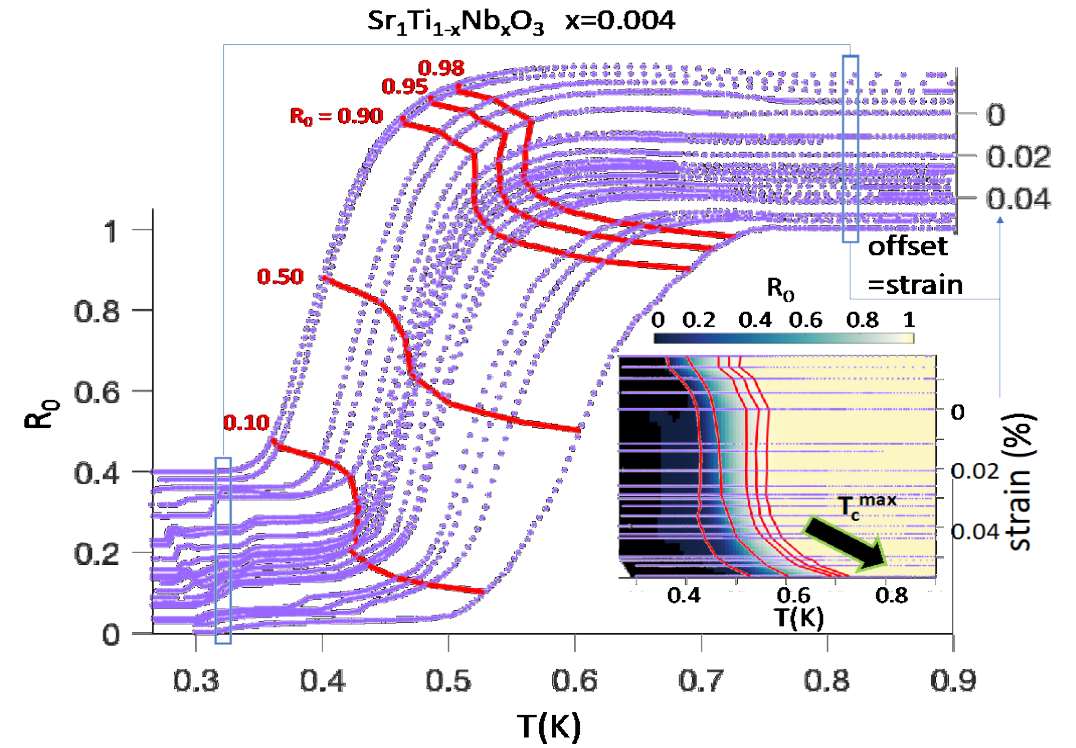 Sr1Ti1-xNbxO3 x=0.004
0.98
0.95
R0 = 0.90
0.50
0.10
0
0.02
0.04
offset
=strain
1
0.8
0.6
0.4
0.2
0
R0
R0
0 0.2 0.4 0.6 0.8 1
0
0.02
0.04
strain (%)
Tcmax
0.4 0.6 0.8
T(K)
0.3 0.4 0.5 0.6 0.7 0.8 0.9
T(K)